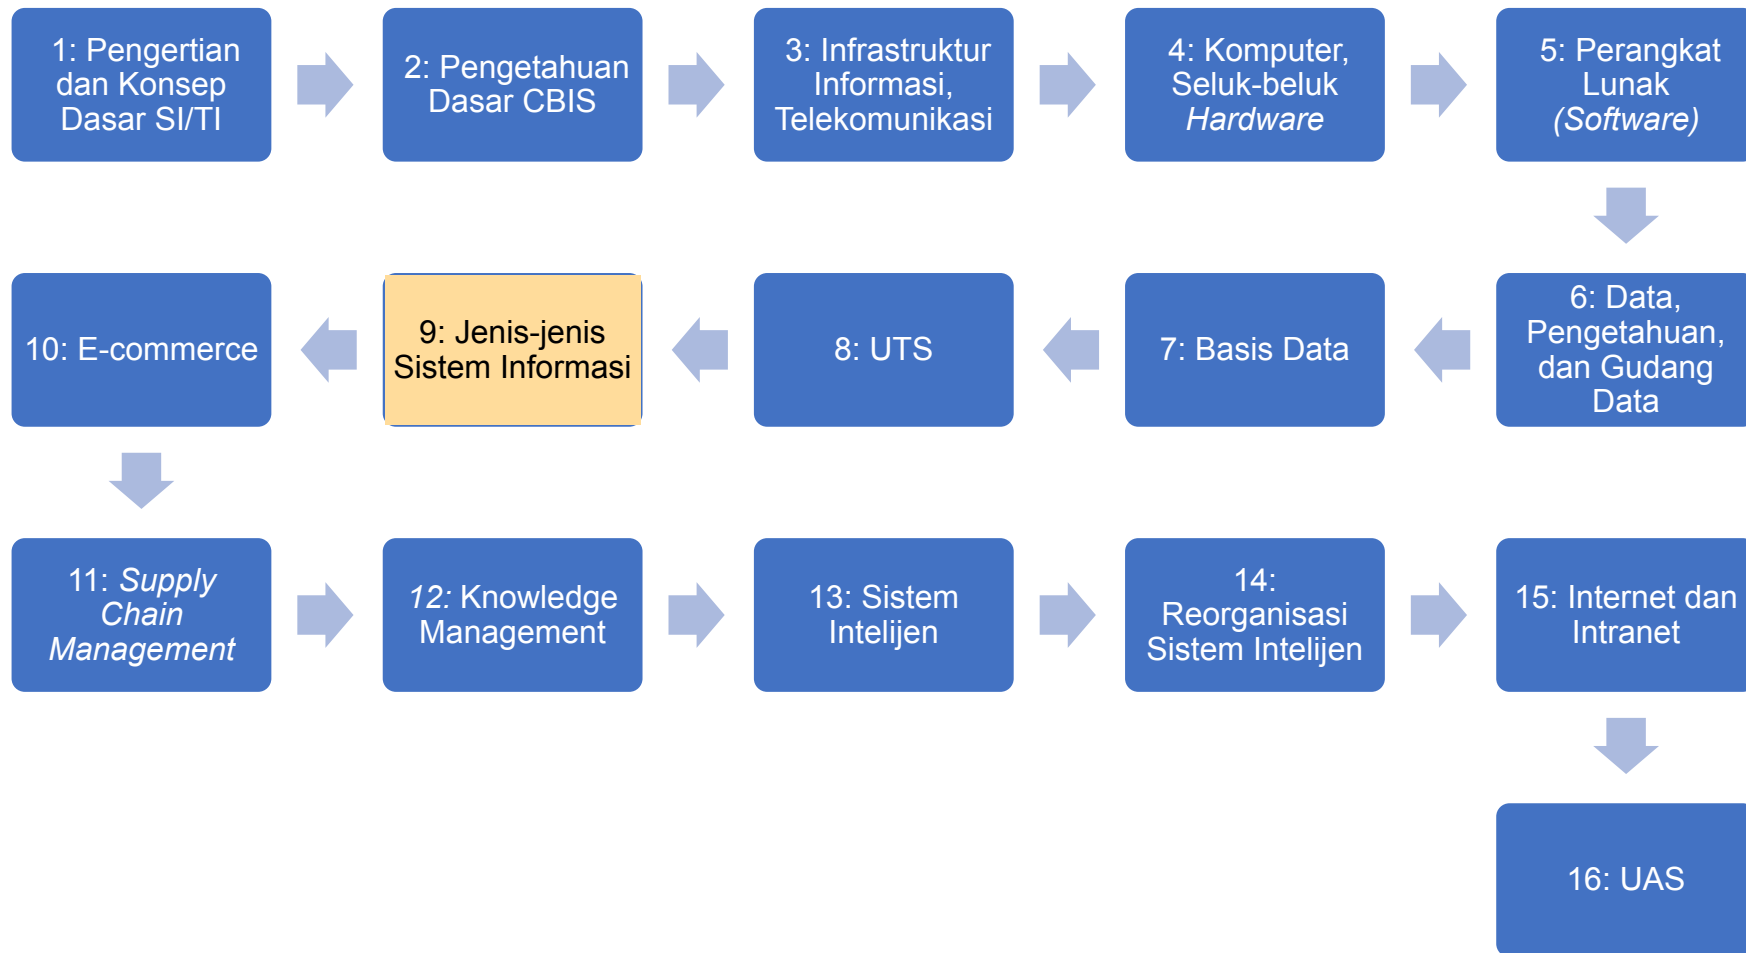 1: Pengertian
dan Konsep
Dasar SI/TI
2: Pengetahuan
Dasar CBIS
3: Infrastruktur
Informasi,
Telekomunikasi
4: Komputer,
Seluk-beluk
Hardware
5: Perangkat
Lunak
(Software)
6: Data,
Pengetahuan,
dan Gudang
Data
7: Basis Data
8: UTS
9: Jenis-jenis
Sistem Informasi
10: E-commerce
11: Supply
Chain
Management
12: Knowledge
Management
13: Sistem
Intelijen
14:
Reorganisasi
Sistem Intelijen
15: Internet dan
Intranet
16: UAS